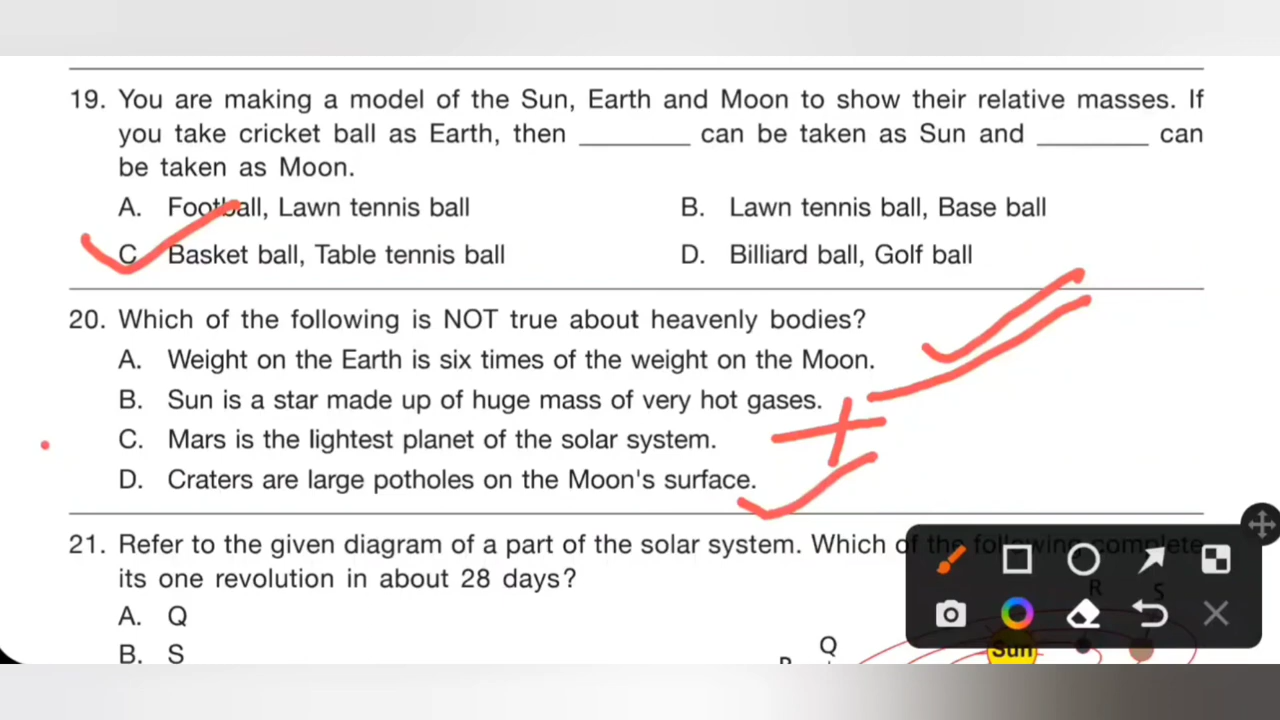 19. You are making a model of the Sun, Earth and Moon to show their relative masses. If
you take cricket ball as Earth, then ________ can be taken as Sun and ________ can
be taken as Moon.
A. Football, Lawn tennis ball
B. Lawn tennis ball, Base ball
C Basket ball, Table tennis ball
D. Billiard ball, Golf ball
20. Which of the following is NOT true about heavenly bodies?
A. Weight on the Earth is six times of the weight on the Moon.
B. Sun is a star made up of huge mass of very hot gases.
C. Mars is the lightest planet of the solar system.
D. Craters are large potholes on the Moon's surface.
21. Refer to the given diagram of a part of the solar system. Which of the following complete
its one revolution in about 28 days?
A. Q
B. S
R S
Q
Sun